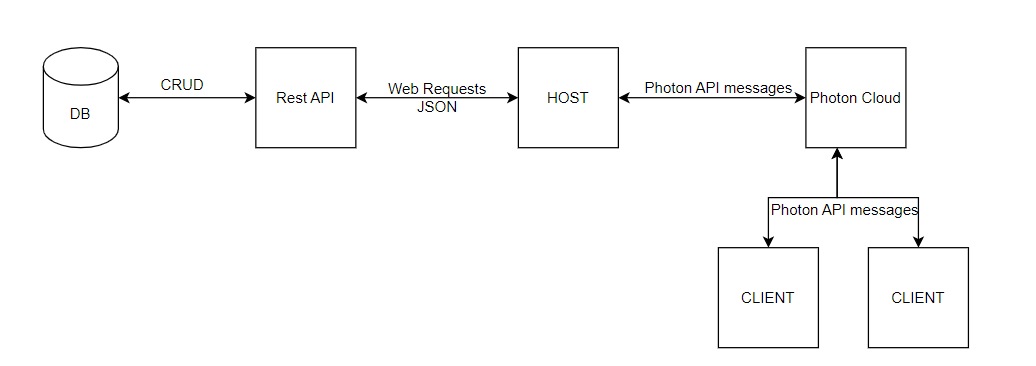 DB
CRUD
Rest API
Web Requests
JSON
HOST
Photon API messages
Photon Cloud
Photon API messages
CLIENT
CLIENT